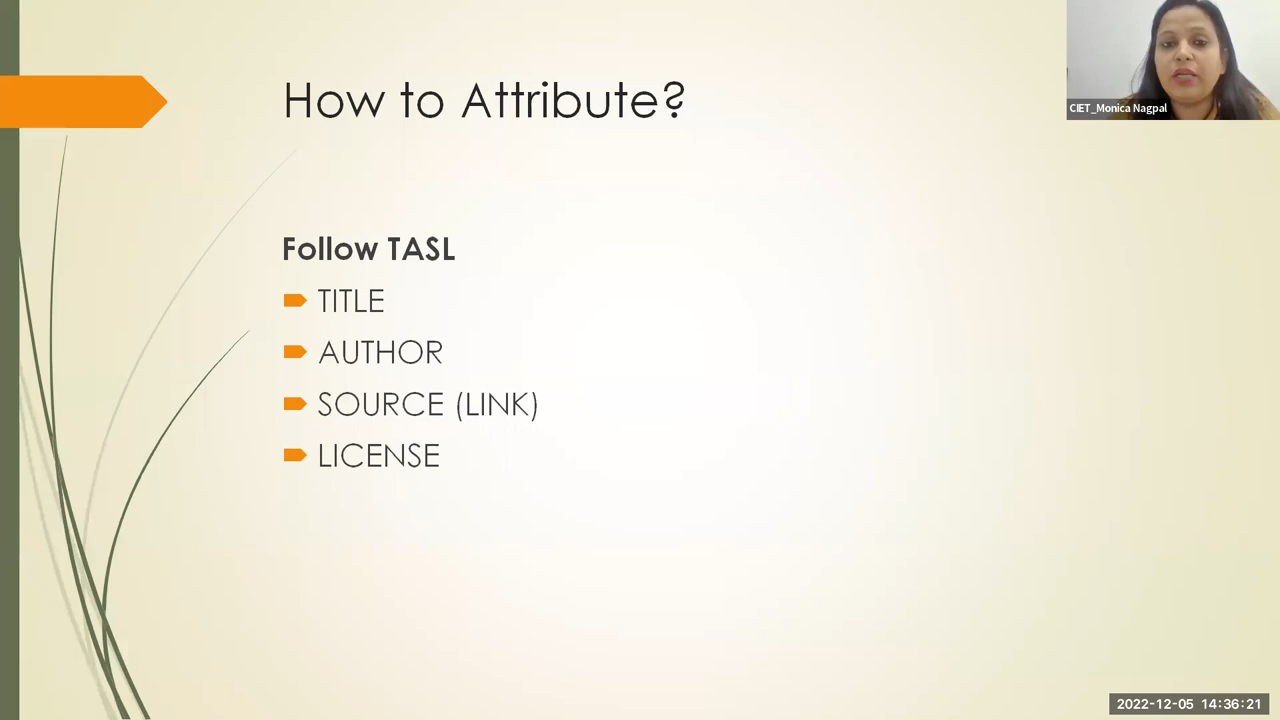 How to Attribute?
CIET_Monica Nagpal
Follow TASL
TITLE
AUTHOR
SOURCE (LINK)
LICENSE
2022-12-05 14:36:21